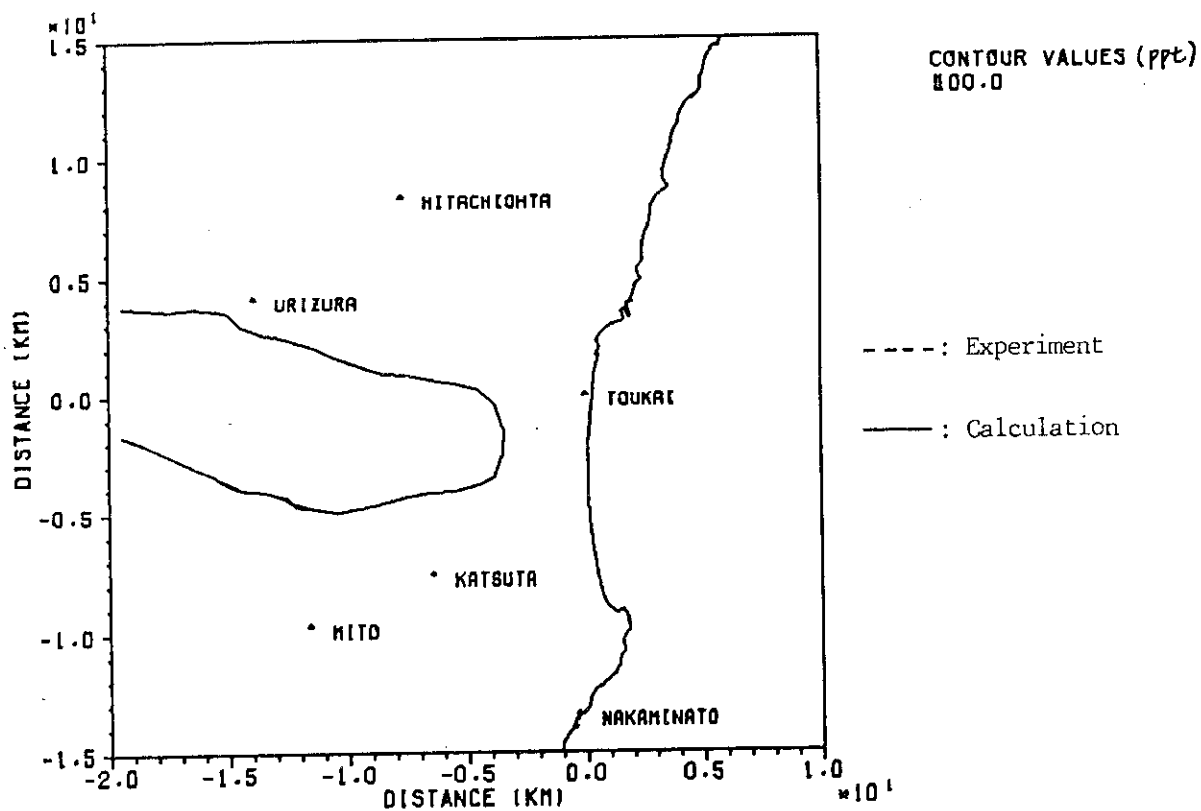 *10¹
1.5
1.0
0.5
0.0
-0.5
-1.0
-1.5
DISTANCE (KM)
HITACHIOHTA
URIZURA
TOUKAI
KATSUTA
MITO
NAKAMINATO
-2.0 -1.5 -1.0 -0.5 0.0 0.5 1.0
DISTANCE (KM)
*10¹
CONTOUR VALUES (ppt)
100.0
-----: Experiment
——: Calculation